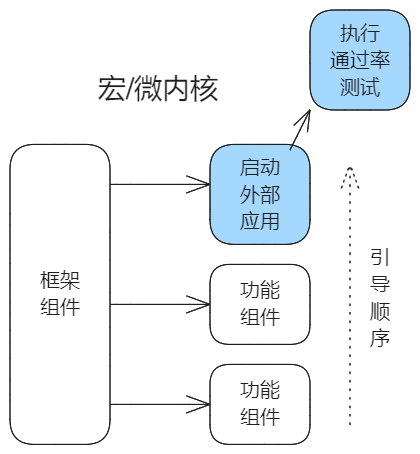 执行
通过率
测试
宏/微内核
启动
外部
应用
框架
组件
功能
组件
功能
组件
引
导
顺
序